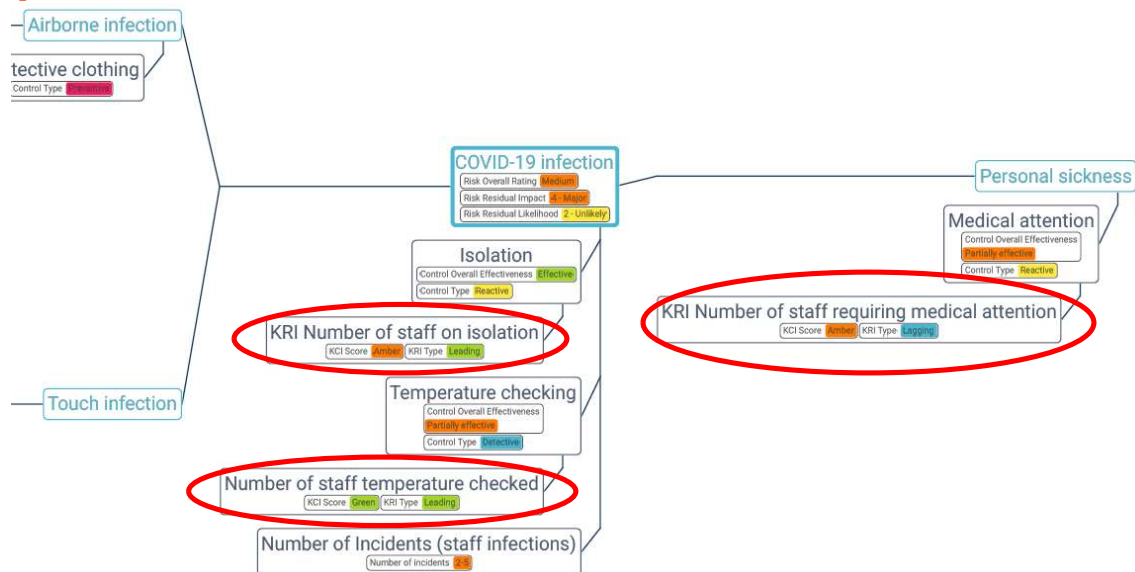 Airborne infection
tective clothing
Control Type Preventive
COVID-19 infection
Risk Overall Rating Medium
Risk Residual Impact 4 - Major
Risk Residual Likelihood 2 - Unlikely
Personal sickness
Medical attention
Control Overall Effectiveness
Partially effective
Control Type Reactive
Isolation
Control Overall Effectiveness Effective
Control Type Reactive
KRI Number of staff requiring medical attention
KCI Score Amber KRI Type Lagging
KRI Number of staff on isolation
KCI Score Amber KRI Type Leading
Temperature checking
Control Overall Effectiveness
Partially effective
Control Type Detective
Touch infection
Number of staff temperature checked
KCI Score Green KRI Type Leading
Number of Incidents (staff infections)
Number of incidents 2-5